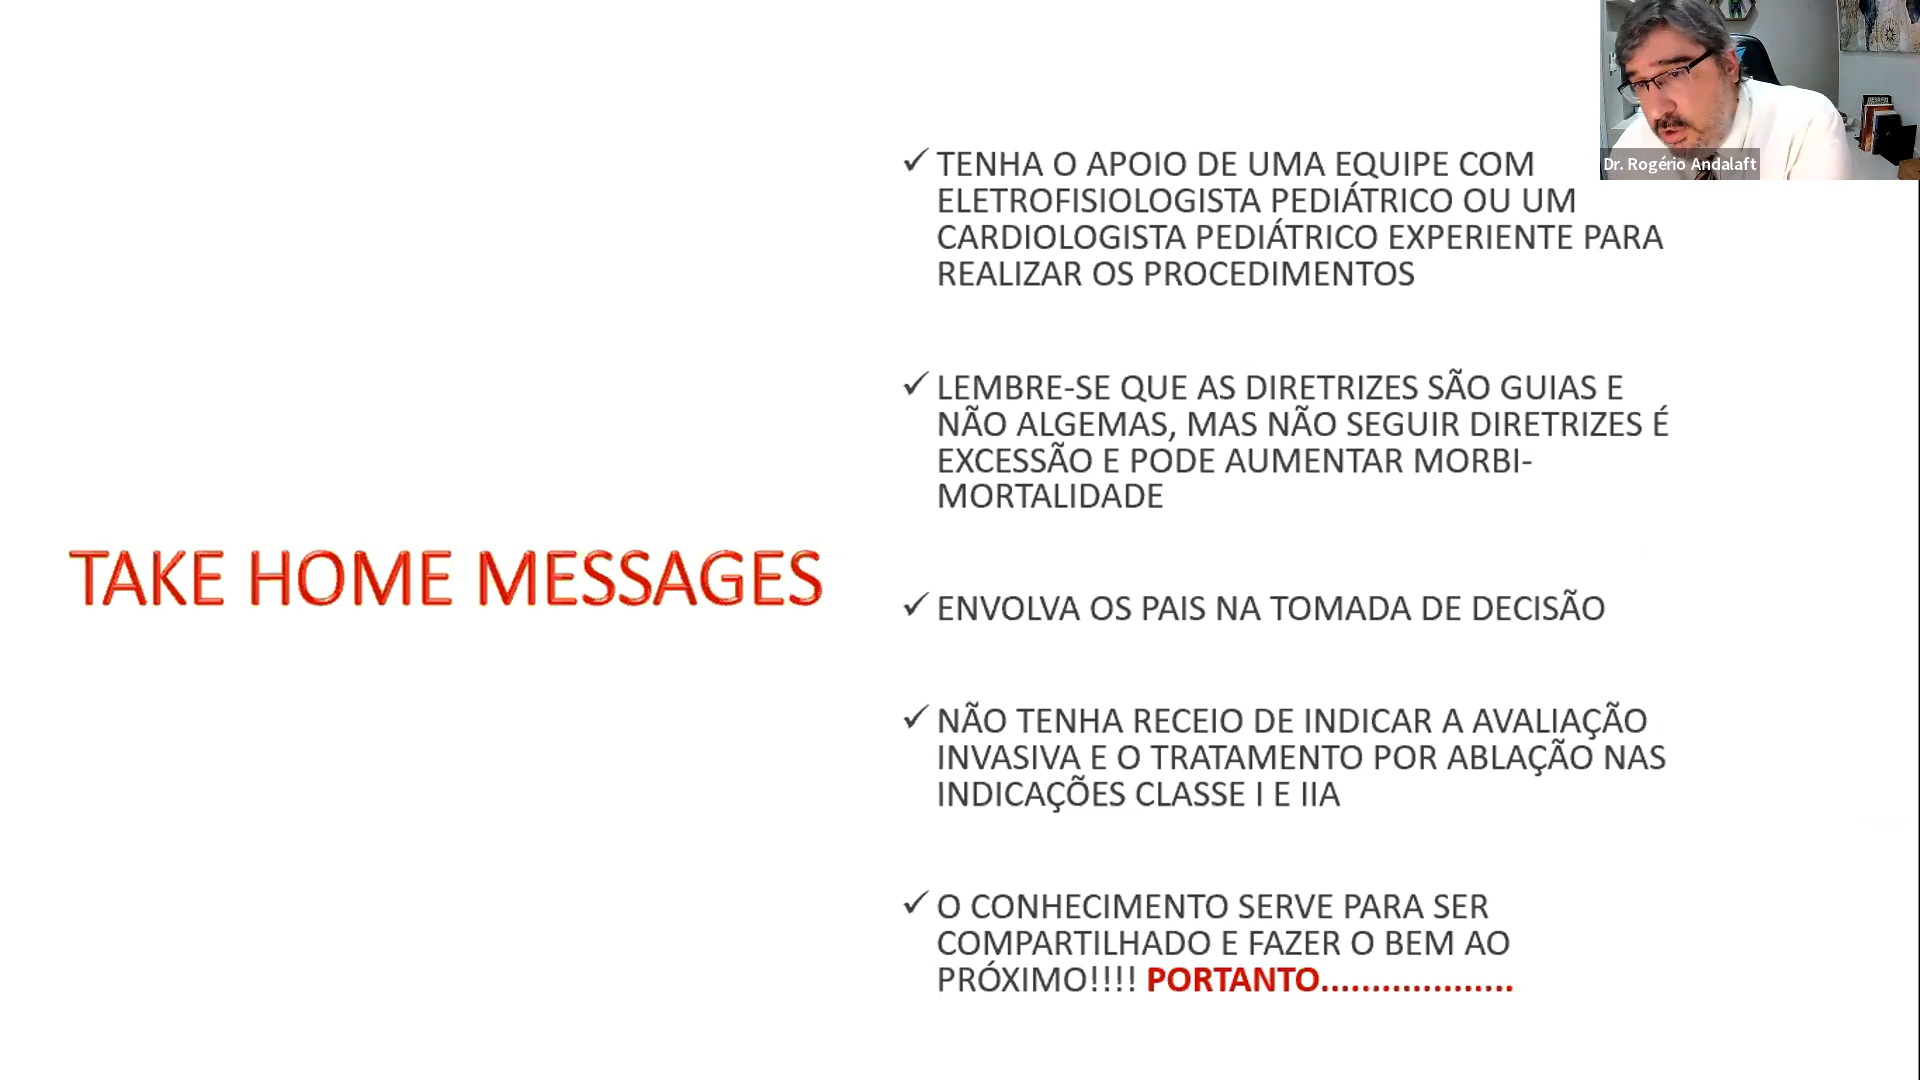 Dr. Rogério Andalaft
TAKE HOME MESSAGES
✓ TENHA O APOIO DE UMA EQUIPE COM
ELETROFISIOLOGISTA PEDIÁTRICO OU UM
CARDIOLOGISTA PEDIÁTRICO EXPERIENTE PARA
REALIZAR OS PROCEDIMENTOS
✓ LEMBRE-SE QUE AS DIRETRIZES SÃO GUIAS E
NÃO ALGEMAS, MAS NÃO SEGUIR DIRETRIZES É
EXCESSÃO E PODE AUMENTAR MORBI-
MORTALIDADE
✓ ENVOLVA OS PAIS NA TOMADA DE DECISÃO
✓ NÃO TENHA RECEIO DE INDICAR A AVALIAÇÃO
INVASIVA E O TRATAMENTO POR ABLAÇÃO NAS
INDICAÇÕES CLASSE I E IIA
✓ O CONHECIMENTO SERVE PARA SER
COMPARTILHADO E FAZER O BEM AO
PRÓXIMO!!!! PORTANTO...................